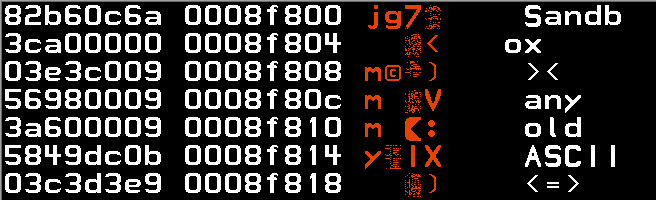 82b60c6a 0008f800 jg7 Sandb
3ca00000 0008f804 < ox
03e3c009 0008f808 m©) ><
56980009 0008f80c m V any
3a600009 0008f810 m : old
5849dc0b 0008f814 y IX ASCII
03c3d3e9 0008f818 ) <=>